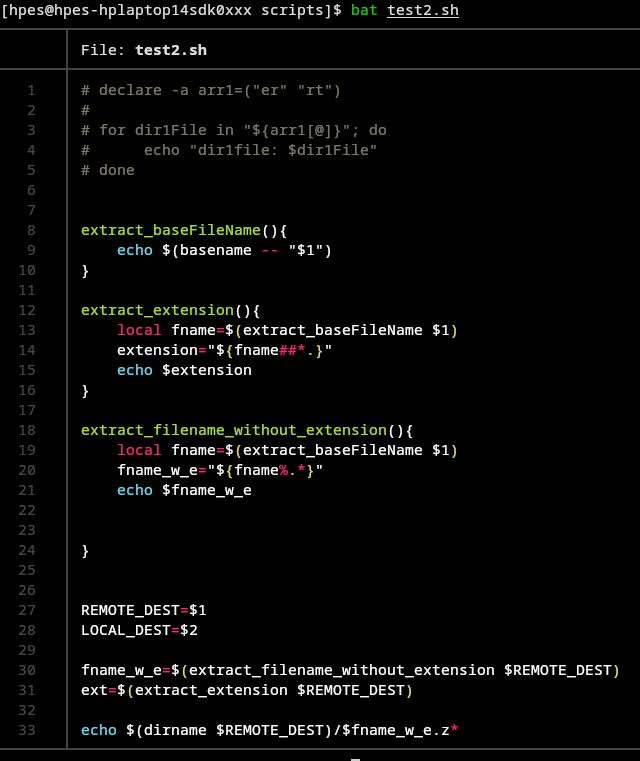 [hpes@hpes-hplaptop14sdk0xxx scripts]$ bat test2.sh
File: test2.sh
1 # declare -a arr1=("er" "rt")
2 #
3 # for dir1File in "${arr1[@]}"; do
4 #      echo "dir1file: $dir1File"
5 # done
6
7
8 extract_baseFileName(){
9     echo $(basename -- "$1")
10 }
11
12 extract_extension(){
13     local fname=$(extract_baseFileName $1)
14     extension="${fname##*.}"
15     echo $extension
16 }
17
18 extract_filename_without_extension(){
19     local fname=$(extract_baseFileName $1)
20     fname_w_e="${fname%.*}"
21     echo $fname_w_e
22
23
24 }
25
26
27 REMOTE_DEST=$1
28 LOCAL_DEST=$2
29
30 fname_w_e=$(extract_filename_without_extension $REMOTE_DEST)
31 ext=$(extract_extension $REMOTE_DEST)
32
33 echo $(dirname $REMOTE_DEST)/$fname_w_e.z*